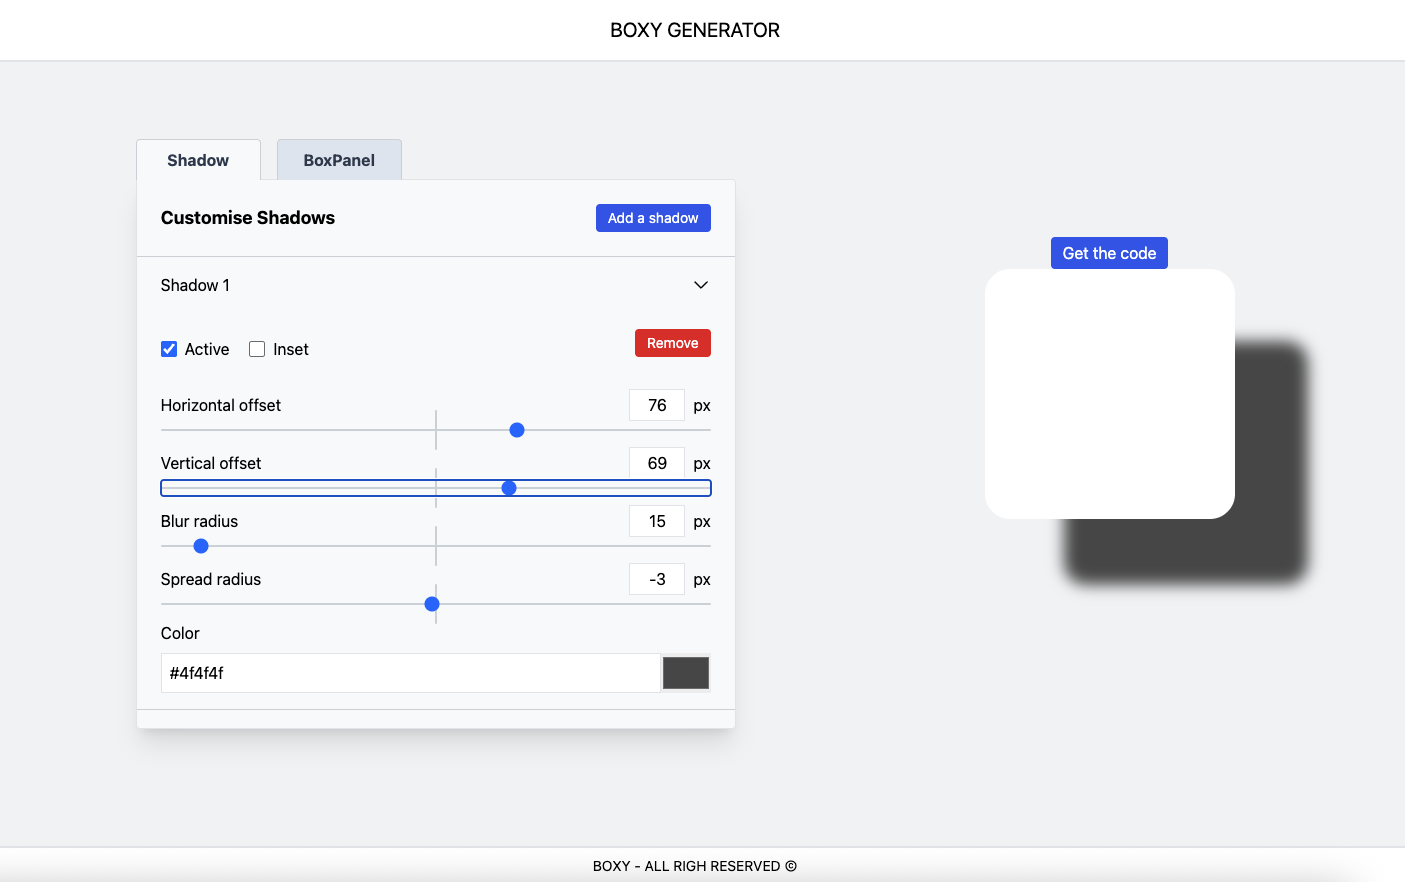 BOXY GENERATOR
Shadow
BoxPanel
Customise Shadows
Add a shadow
Get the code
Shadow 1
Active
Inset
Remove
Horizontal offset
76 px
Vertical offset
69 px
Blur radius
15 px
Spread radius
-3 px
Color
#4f4f4f
BOXY - ALL RIGH RESERVED ©